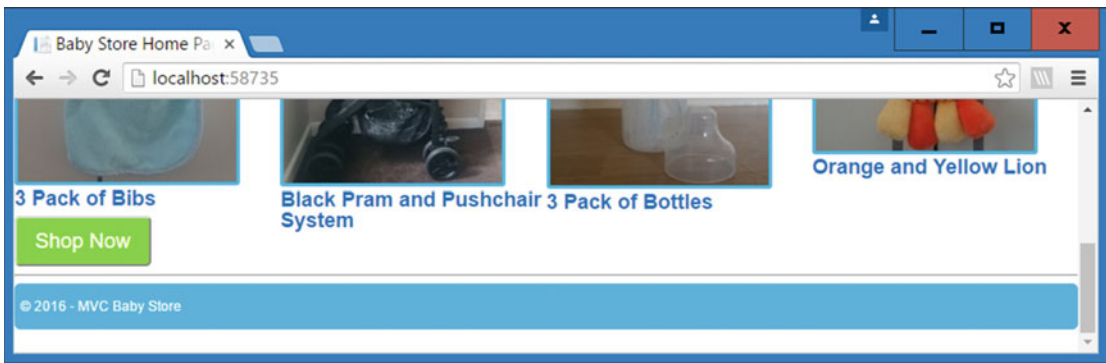 Baby Store Home Pa
localhost:58735
3 Pack of Bibs
Black Pram and Pushchair
System
3 Pack of Bottles
Orange and Yellow Lion
Shop Now
© 2016 - MVC Baby Store